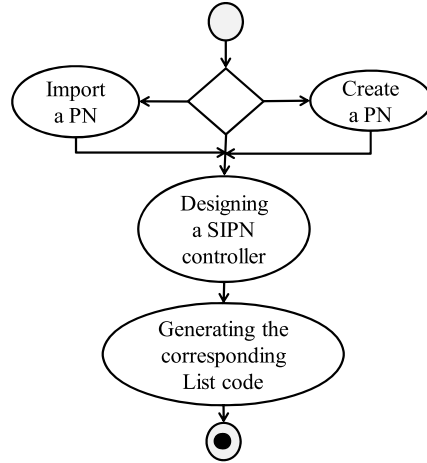 Import
a PN
Create
a PN
Designing
a SIPN
controller
Generating the
corresponding
List code